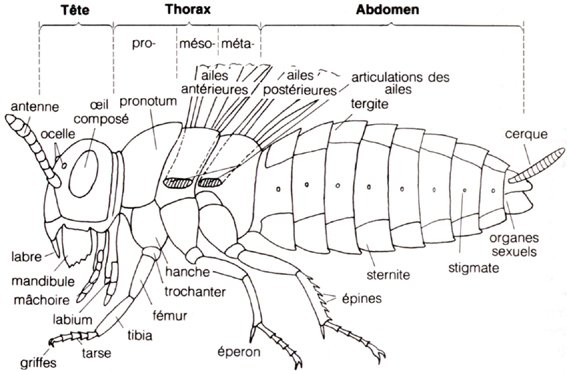 Tête
Thorax
Abdomen
pro-
méso-
méta-
antenne
œil
composé
ocelle
pronotum
ailes
antérieures
ailes
postérieures
articulations des
ailes
tergite
cerque
labre
mandibule
mâchoire
labium
griffes
tarse
tibia
fémur
trochanter
hanche
éperon
épines
sternite
stigmate
organes
sexuels